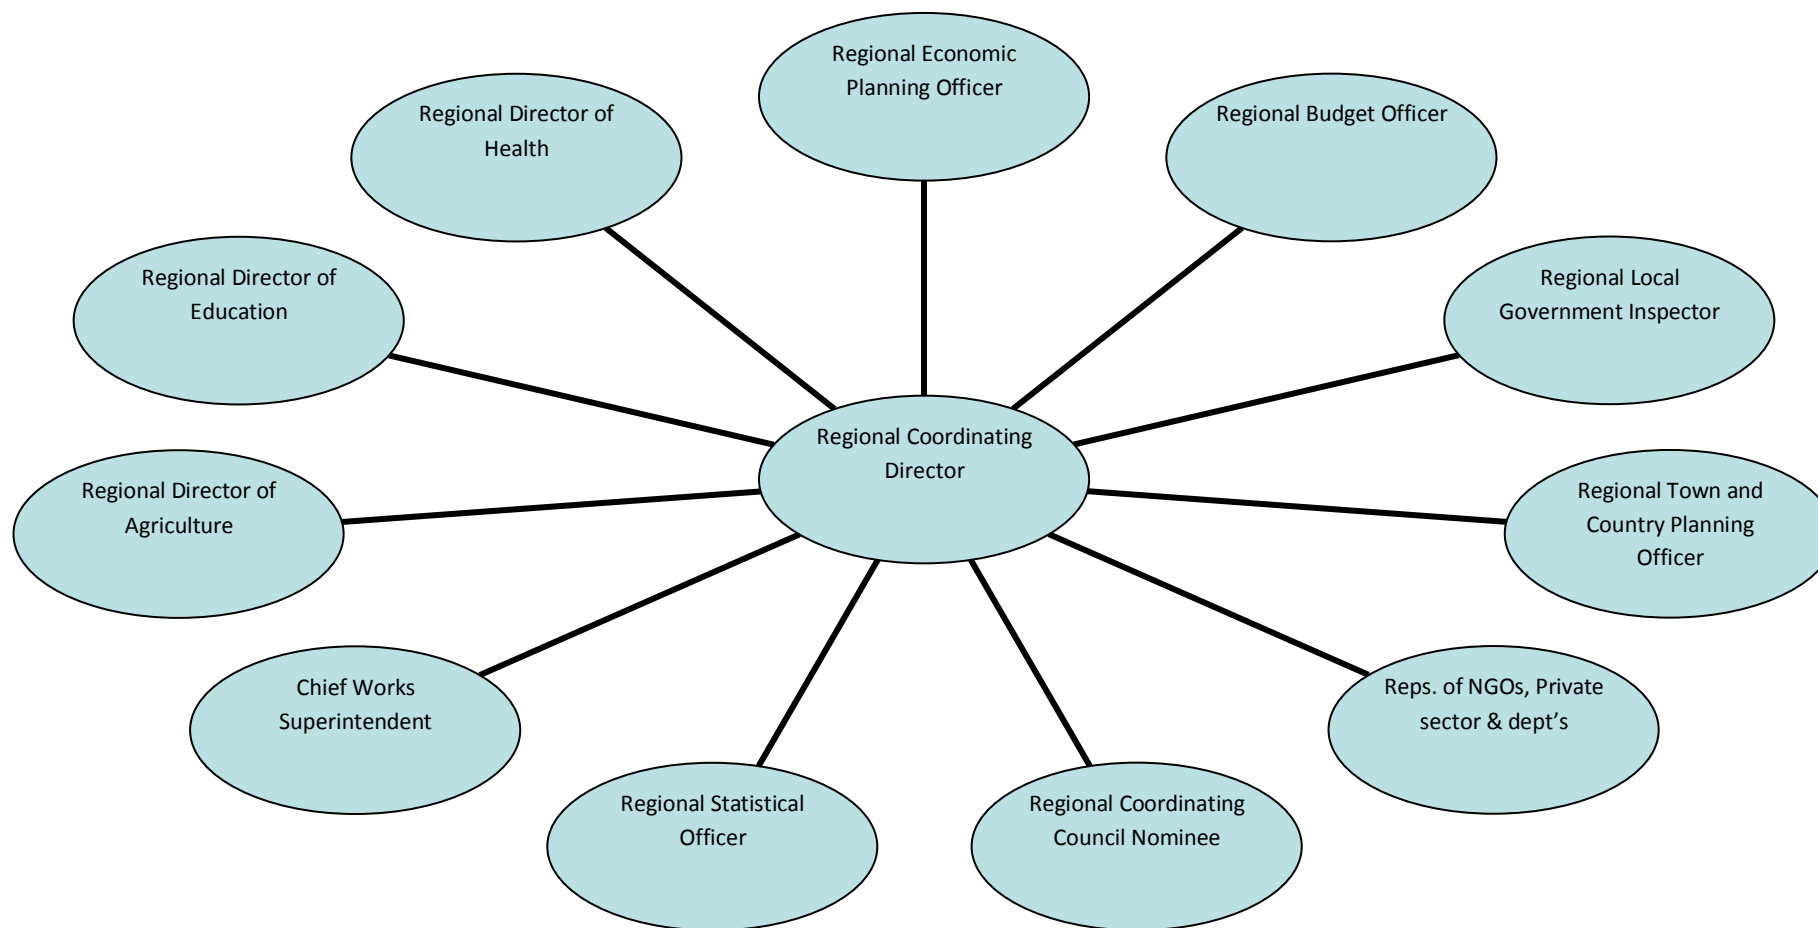 Regional Economic
Planning Officer
Regional Director of
Health
Regional Budget Officer
Regional Director of
Education
Regional Local
Government Inspector
Regional Coordinating
Director
Regional Director of
Agriculture
Regional Town and
Country Planning
Officer
Chief Works
Superintendent
Reps. of NGOs, Private
sector & dept’s
Regional Statistical
Officer
Regional Coordinating
Council Nominee